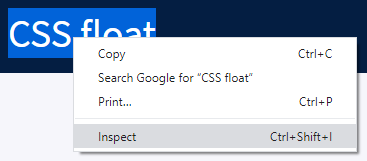 CSS float
Copy Ctrl+C
Search Google for “CSS float”
Print... Ctrl+P
Inspect Ctrl+Shift+I